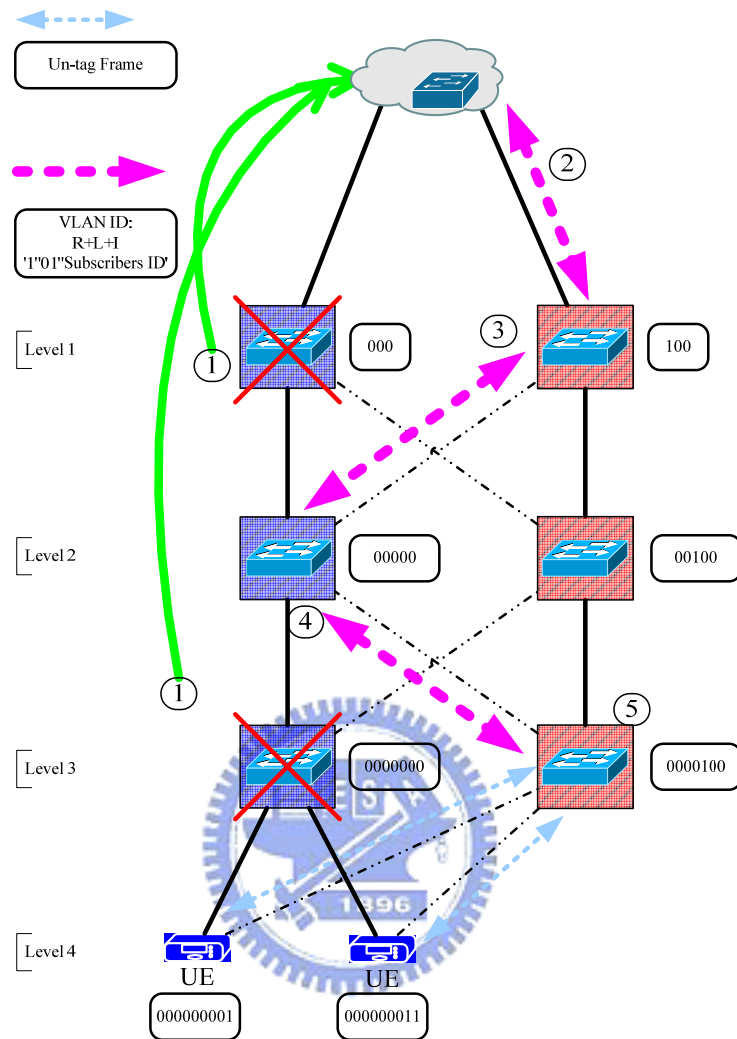 Un-tag Frame
VLAN ID:
R+L+I
'1''01''Subscribers ID'
2
3
Level 1
1
000
100
Level 2
00000
00100
4
1
5
Level 3
0000000
0000100
1896
Level 4
UE
UE
000000001
000000011